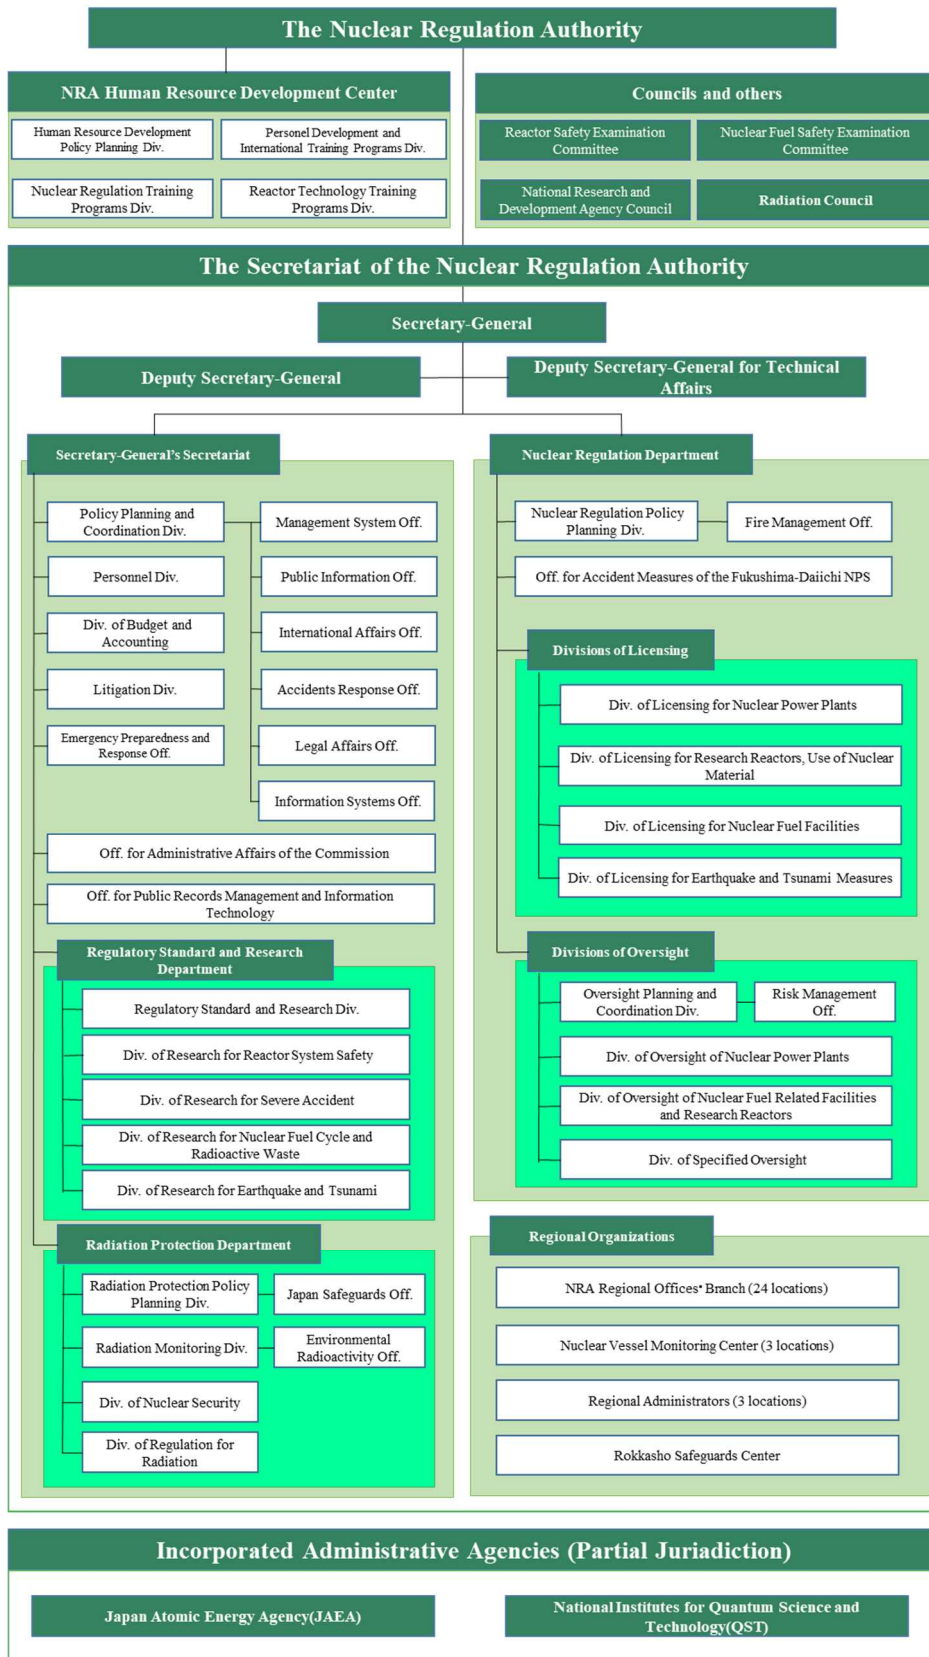 The Nuclear Regulation Authority
NRA Human Resource Development Center
Human Resource Development
Policy Planning Div.
Personel Development and
International Training Programs Div.
Nuclear Regulation Training
Programs Div.
Reactor Technology Training
Programs Div.
Councils and others
Reactor Safety Examination
Committee
Nuclear Fuel Safety Examination
Committee
National Research and
Development Agency Council
Radiation Council
The Secretariat of the Nuclear Regulation Authority
Secretary-General
Deputy Secretary-General
Deputy Secretary-General for Technical
Affairs
Secretary-General's Secretariat
Policy Planning and
Coordination Div.
Management System Off.
Personnel Div.
Public Information Off.
Div. of Budget and
Accounting
International Affairs Off.
Litigation Div.
Accidents Response Off.
Emergency Preparedness and
Response Off.
Legal Affairs Off.
Information Systems Off.
Off. for Administrative Affairs of the Commission
Off. for Public Records Management and Information
Technology
Regulatory Standard and Research
Department
Regulatory Standard and Research Div.
Div. of Research for Reactor System Safety
Div. of Research for Severe Accident
Div. of Research for Nuclear Fuel Cycle and
Radioactive Waste
Div. of Research for Earthquake and Tsunami
Radiation Protection Department
Radiation Protection Policy
Planning Div.
Japan Safeguards Off.
Radiation Monitoring Div.
Environmental
Radioactivity Off.
Div. of Nuclear Security
Div. of Regulation for
Radiation
Nuclear Regulation Department
Nuclear Regulation Policy
Planning Div.
Fire Management Off.
Off. for Accident Measures of the Fukushima-Daiichi NPS
Divisions of Licensing
Div. of Licensing for Nuclear Power Plants
Div. of Licensing for Research Reactors, Use of Nuclear
Material
Div. of Licensing for Nuclear Fuel Facilities
Div. of Licensing for Earthquake and Tsunami Measures
Divisions of Oversight
Oversight Planning and
Coordination Div.
Risk Management
Off.
Div. of Oversight of Nuclear Power Plants
Div. of Oversight of Nuclear Fuel Related Facilities
and Research Reactors
Div. of Specified Oversight
Regional Organizations
NRA Regional Offices・Branch (24 locations)
Nuclear Vessel Monitoring Center (3 locations)
Regional Administrators (3 locations)
Rokkasho Safeguards Center
Incorporated Administrative Agencies (Partial Juriadiction)
Japan Atomic Energy Agency(JAEA)
National Institutes for Quantum Science and
Technology(QST)